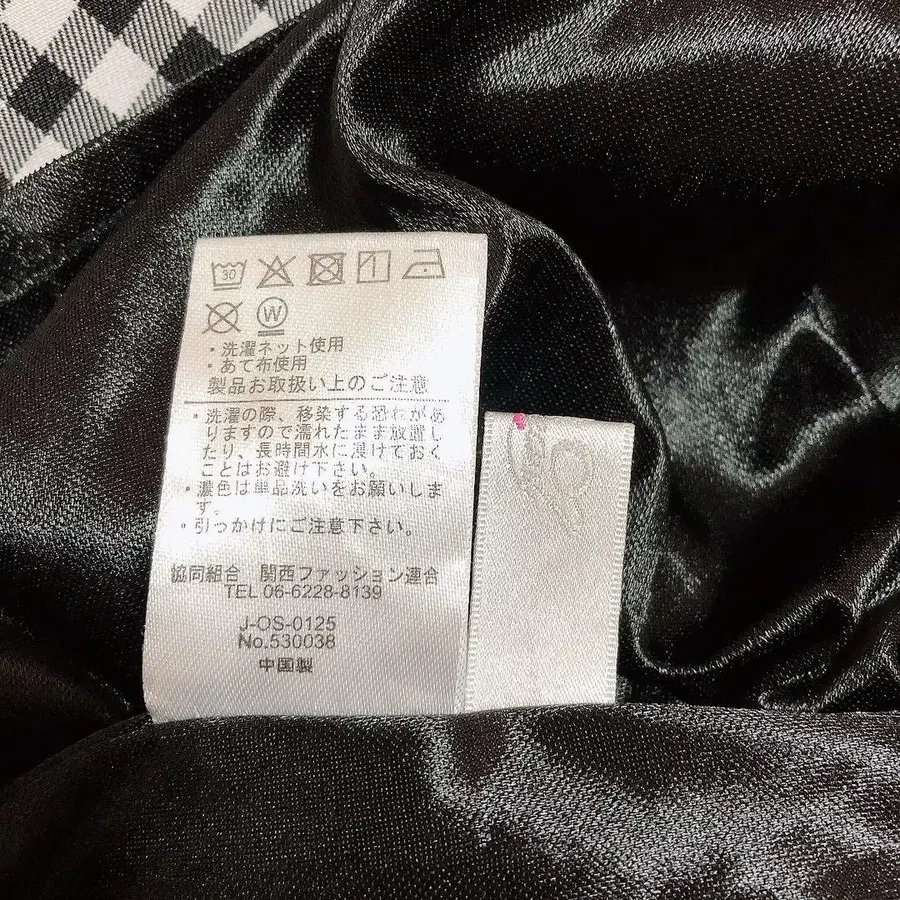 30
W
・洗濯ネット使用
・あて布使用
製品お取扱い上のご注意
・洗濯の際、移染する恐れがあ
りますので濡れたまま放置し
たり、長時間水に漬けておく
ことはお避け下さい。
・濃色は単品洗いをお願いしま
す。
・引っかけにご注意下さい。
協同組合 関西ファッション連合
TEL 06-6228-8139
J-OS-0125
No.530038
中国製